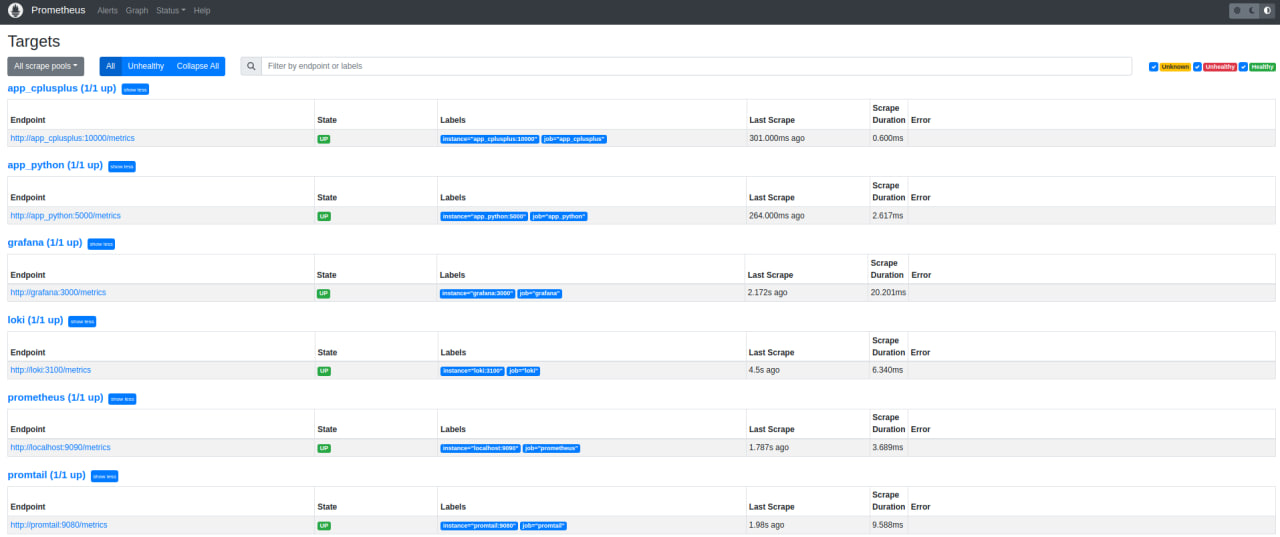 Prometheus Alerts Graph Status Help
Targets
All scrape pools All Unhealthy Collapse All Filter by endpoint or labels Unknown Unhealthy Healthy
app_cplusplus (1/1 up) show less
Endpoint State Labels Last Scrape Scrape Duration Error
http://app_cplusplus:10000/metrics UP instance="app_cplusplus:10000" job="app_cplusplus" 301.000ms ago 0.600ms
app_python (1/1 up) show less
Endpoint State Labels Last Scrape Scrape Duration Error
http://app_python:5000/metrics UP instance="app_python:5000" job="app_python" 264.000ms ago 2.617ms
grafana (1/1 up) show less
Endpoint State Labels Last Scrape Scrape Duration Error
http://grafana:3000/metrics UP instance="grafana:3000" job="grafana" 2.172s ago 20.201ms
loki (1/1 up) show less
Endpoint State Labels Last Scrape Scrape Duration Error
http://loki:3100/metrics UP instance="loki:3100" job="loki" 4.5s ago 6.340ms
prometheus (1/1 up) show less
Endpoint State Labels Last Scrape Scrape Duration Error
http://localhost:9090/metrics UP instance="localhost:9090" job="prometheus" 1.787s ago 3.689ms
promtail (1/1 up) show less
Endpoint State Labels Last Scrape Scrape Duration Error
http://promtail:9080/metrics UP instance="promtail:9080" job="promtail" 1.98s ago 9.588ms